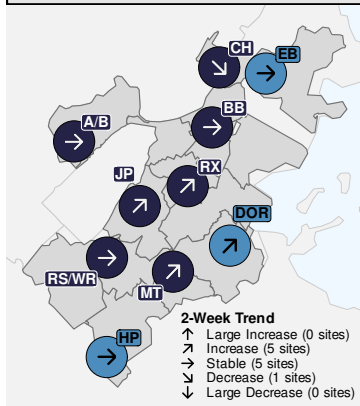 CH
EB
BB
A/B
RX
JP
DOR
RS/WR
MT
HP
2-Week Trend
↑ Large Increase (0 sites)
↗ Increase (5 sites)
→ Stable (5 sites)
↘ Decrease (1 sites)
↓ Large Decrease (0 sites)